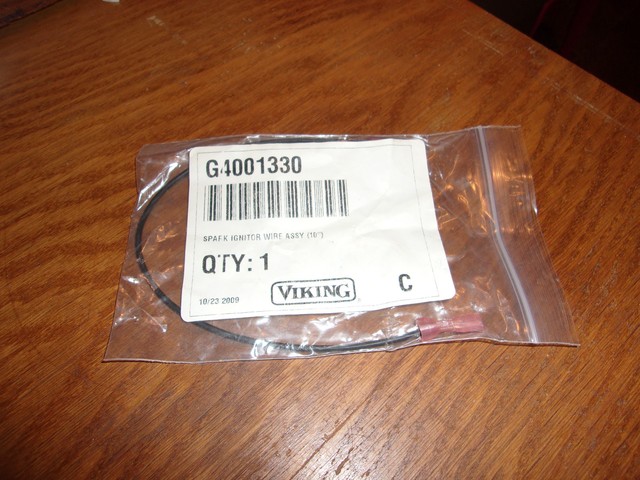 G4001330
SPARK IGNITOR WIRE ASSY (16")
QTY: 1
10/23 2009
VIKING
C